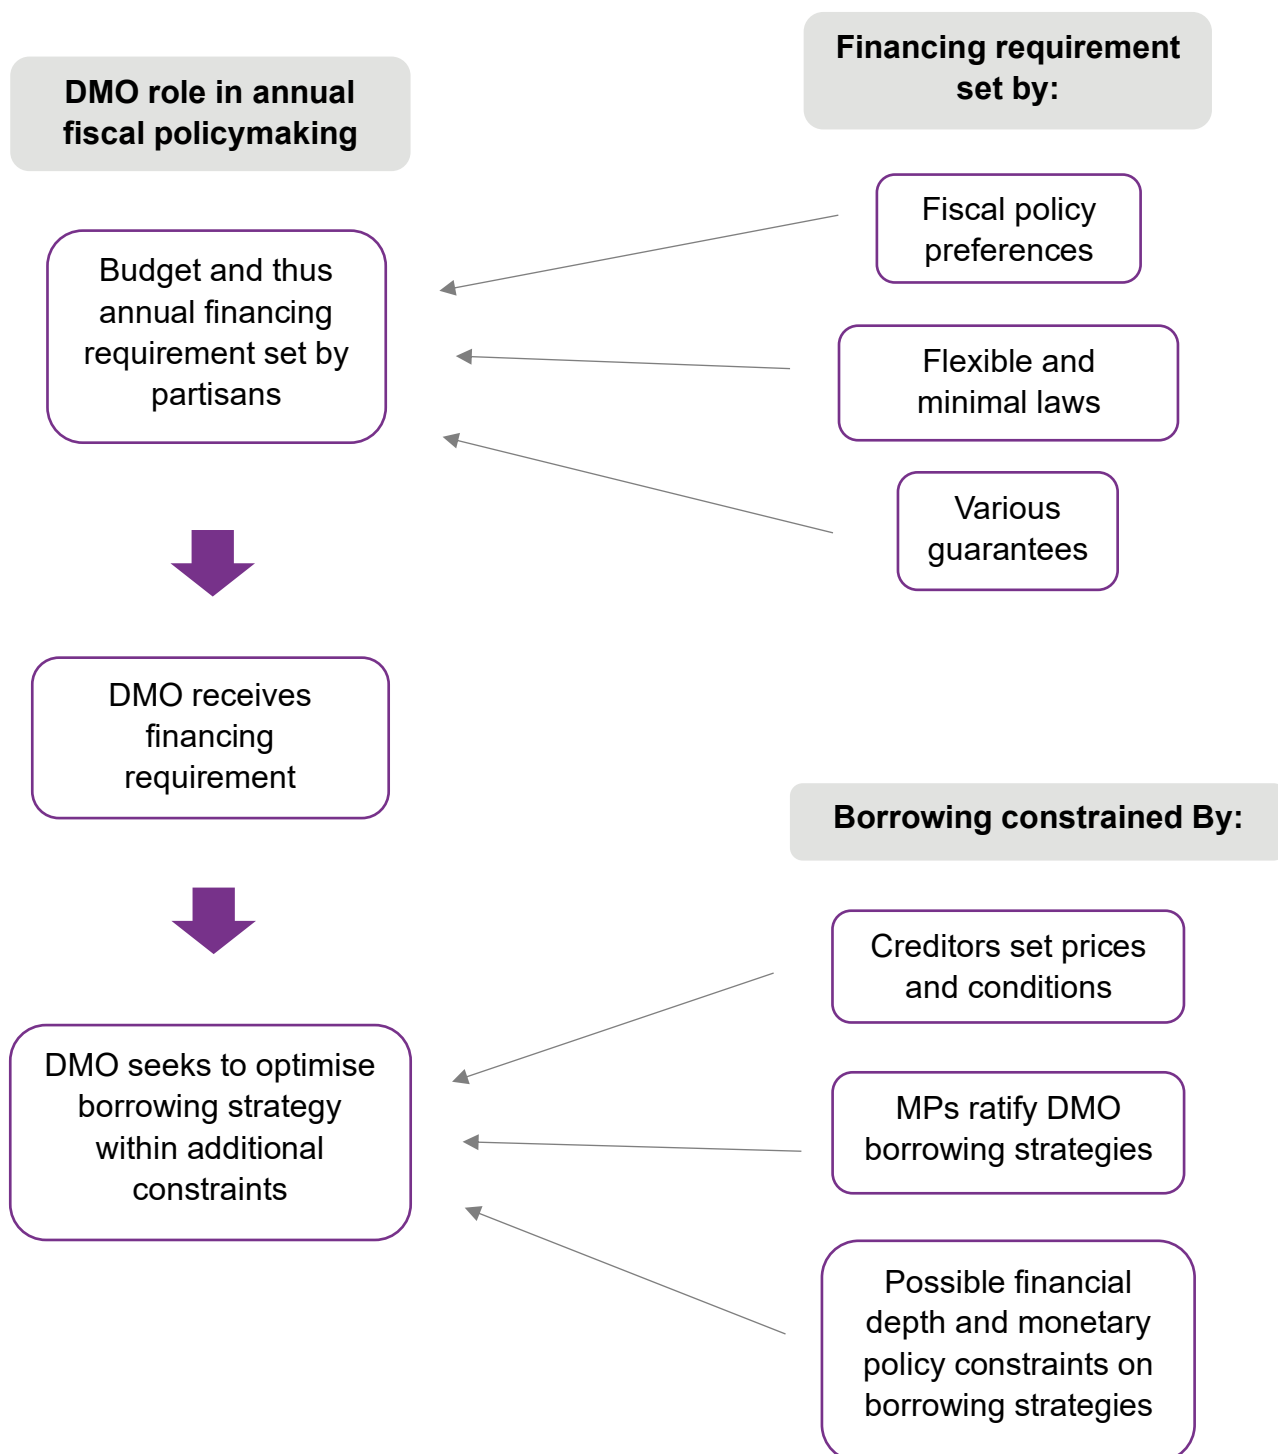 DMO role in annual
fiscal policymaking
Budget and thus
annual financing
requirement set by
partisans
DMO receives
financing
requirement
DMO seeks to optimise
borrowing strategy
within additional
constraints
Financing requirement
set by:
Fiscal policy
preferences
Flexible and
minimal laws
Various
guarantees
Borrowing constrained By:
Creditors set prices
and conditions
MPs ratify DMO
borrowing strategies
Possible financial
depth and monetary
policy constraints on
borrowing strategies